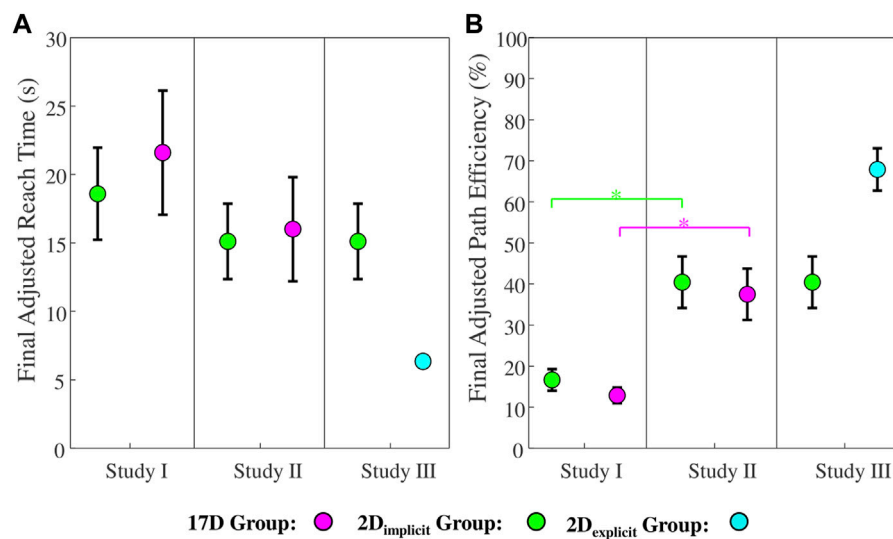 A
B
Final Adjusted Reach Time (s)
30
25
20
15
10
5
0
Study I Study II Study III
Final Adjusted Path Efficiency (%)
100
90
80
70
60
50
40
30
20
10
0
*
*
Study I Study II Study III
17D Group: 2Dimplicit Group: 2Dexplicit Group: